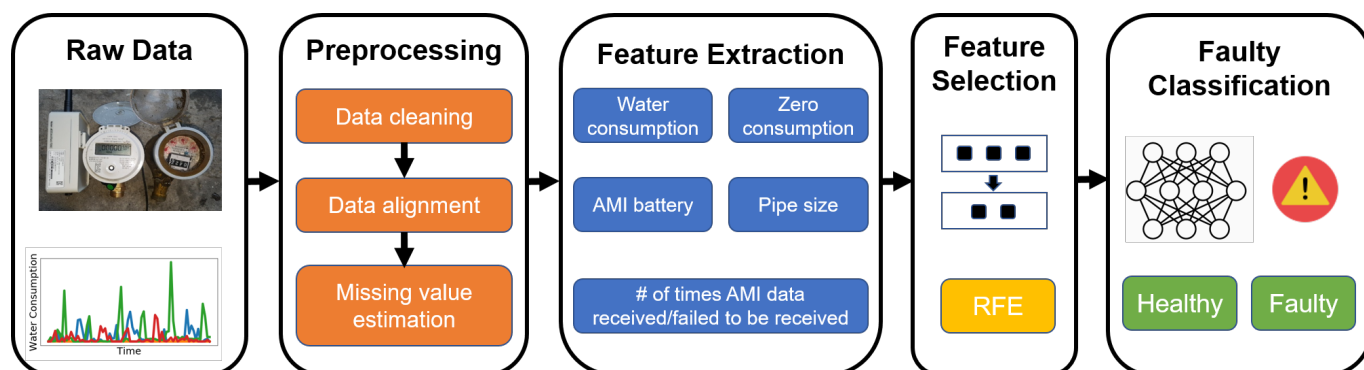 Raw Data
Water Consumption
Time
Preprocessing
Data cleaning
Data alignment
Missing value
estimation
Feature Extraction
Water
consumption
Zero
consumption
AMI battery
Pipe size
# of times AMI data
received/failed to be received
Feature
Selection
RFE
Faulty
Classification
!
Healthy
Faulty